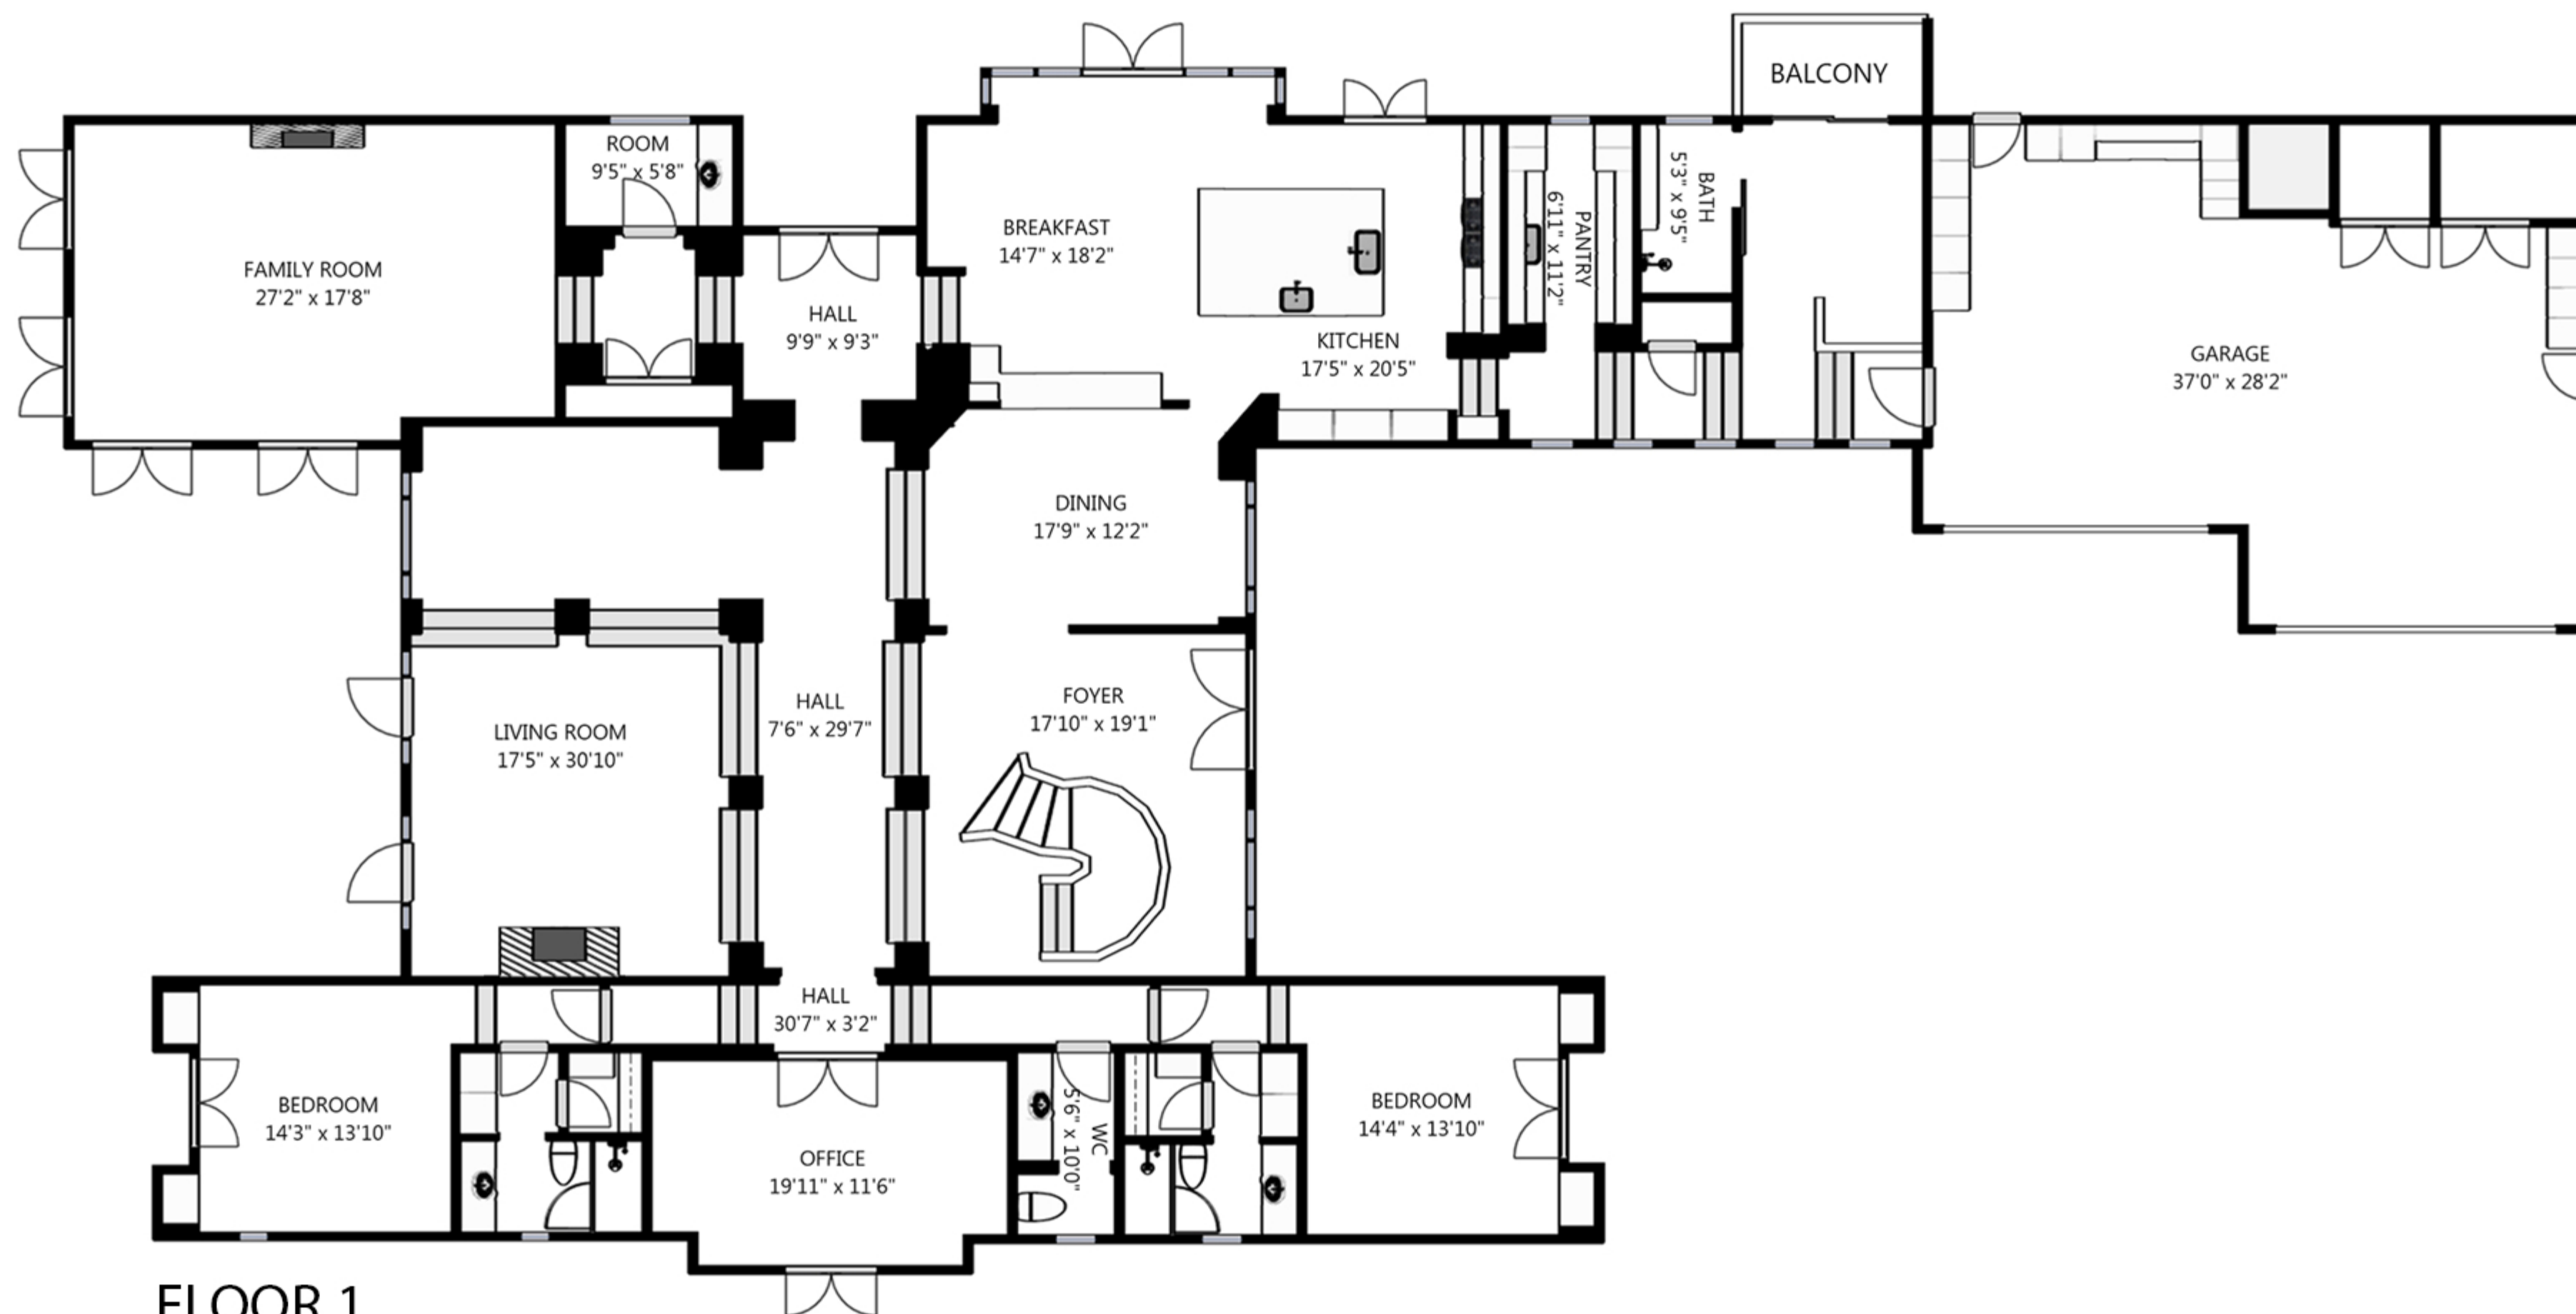 BALCONY
ROOM
9'5" x 5'8"
BATH
5'3" x 9'5"
PANTRY
6'11" x 11'2"
BREAKFAST
14'7" x 18'2"
FAMILY ROOM
27'2" x 17'8"
HALL
9'9" x 9'3"
KITCHEN
17'5" x 20'5"
GARAGE
37'0" x 28'2"
DINING
17'9" x 12'2"
FOYER
17'10" x 19'1"
HALL
7'6" x 29'7"
LIVING ROOM
17'5" x 30'10"
HALL
30'7" x 3'2"
BEDROOM
14'3" x 13'10"
WC
5'6" x 10'0"
BEDROOM
14'4" x 13'10"
OFFICE
19'11" x 11'6"
FLOOR 1